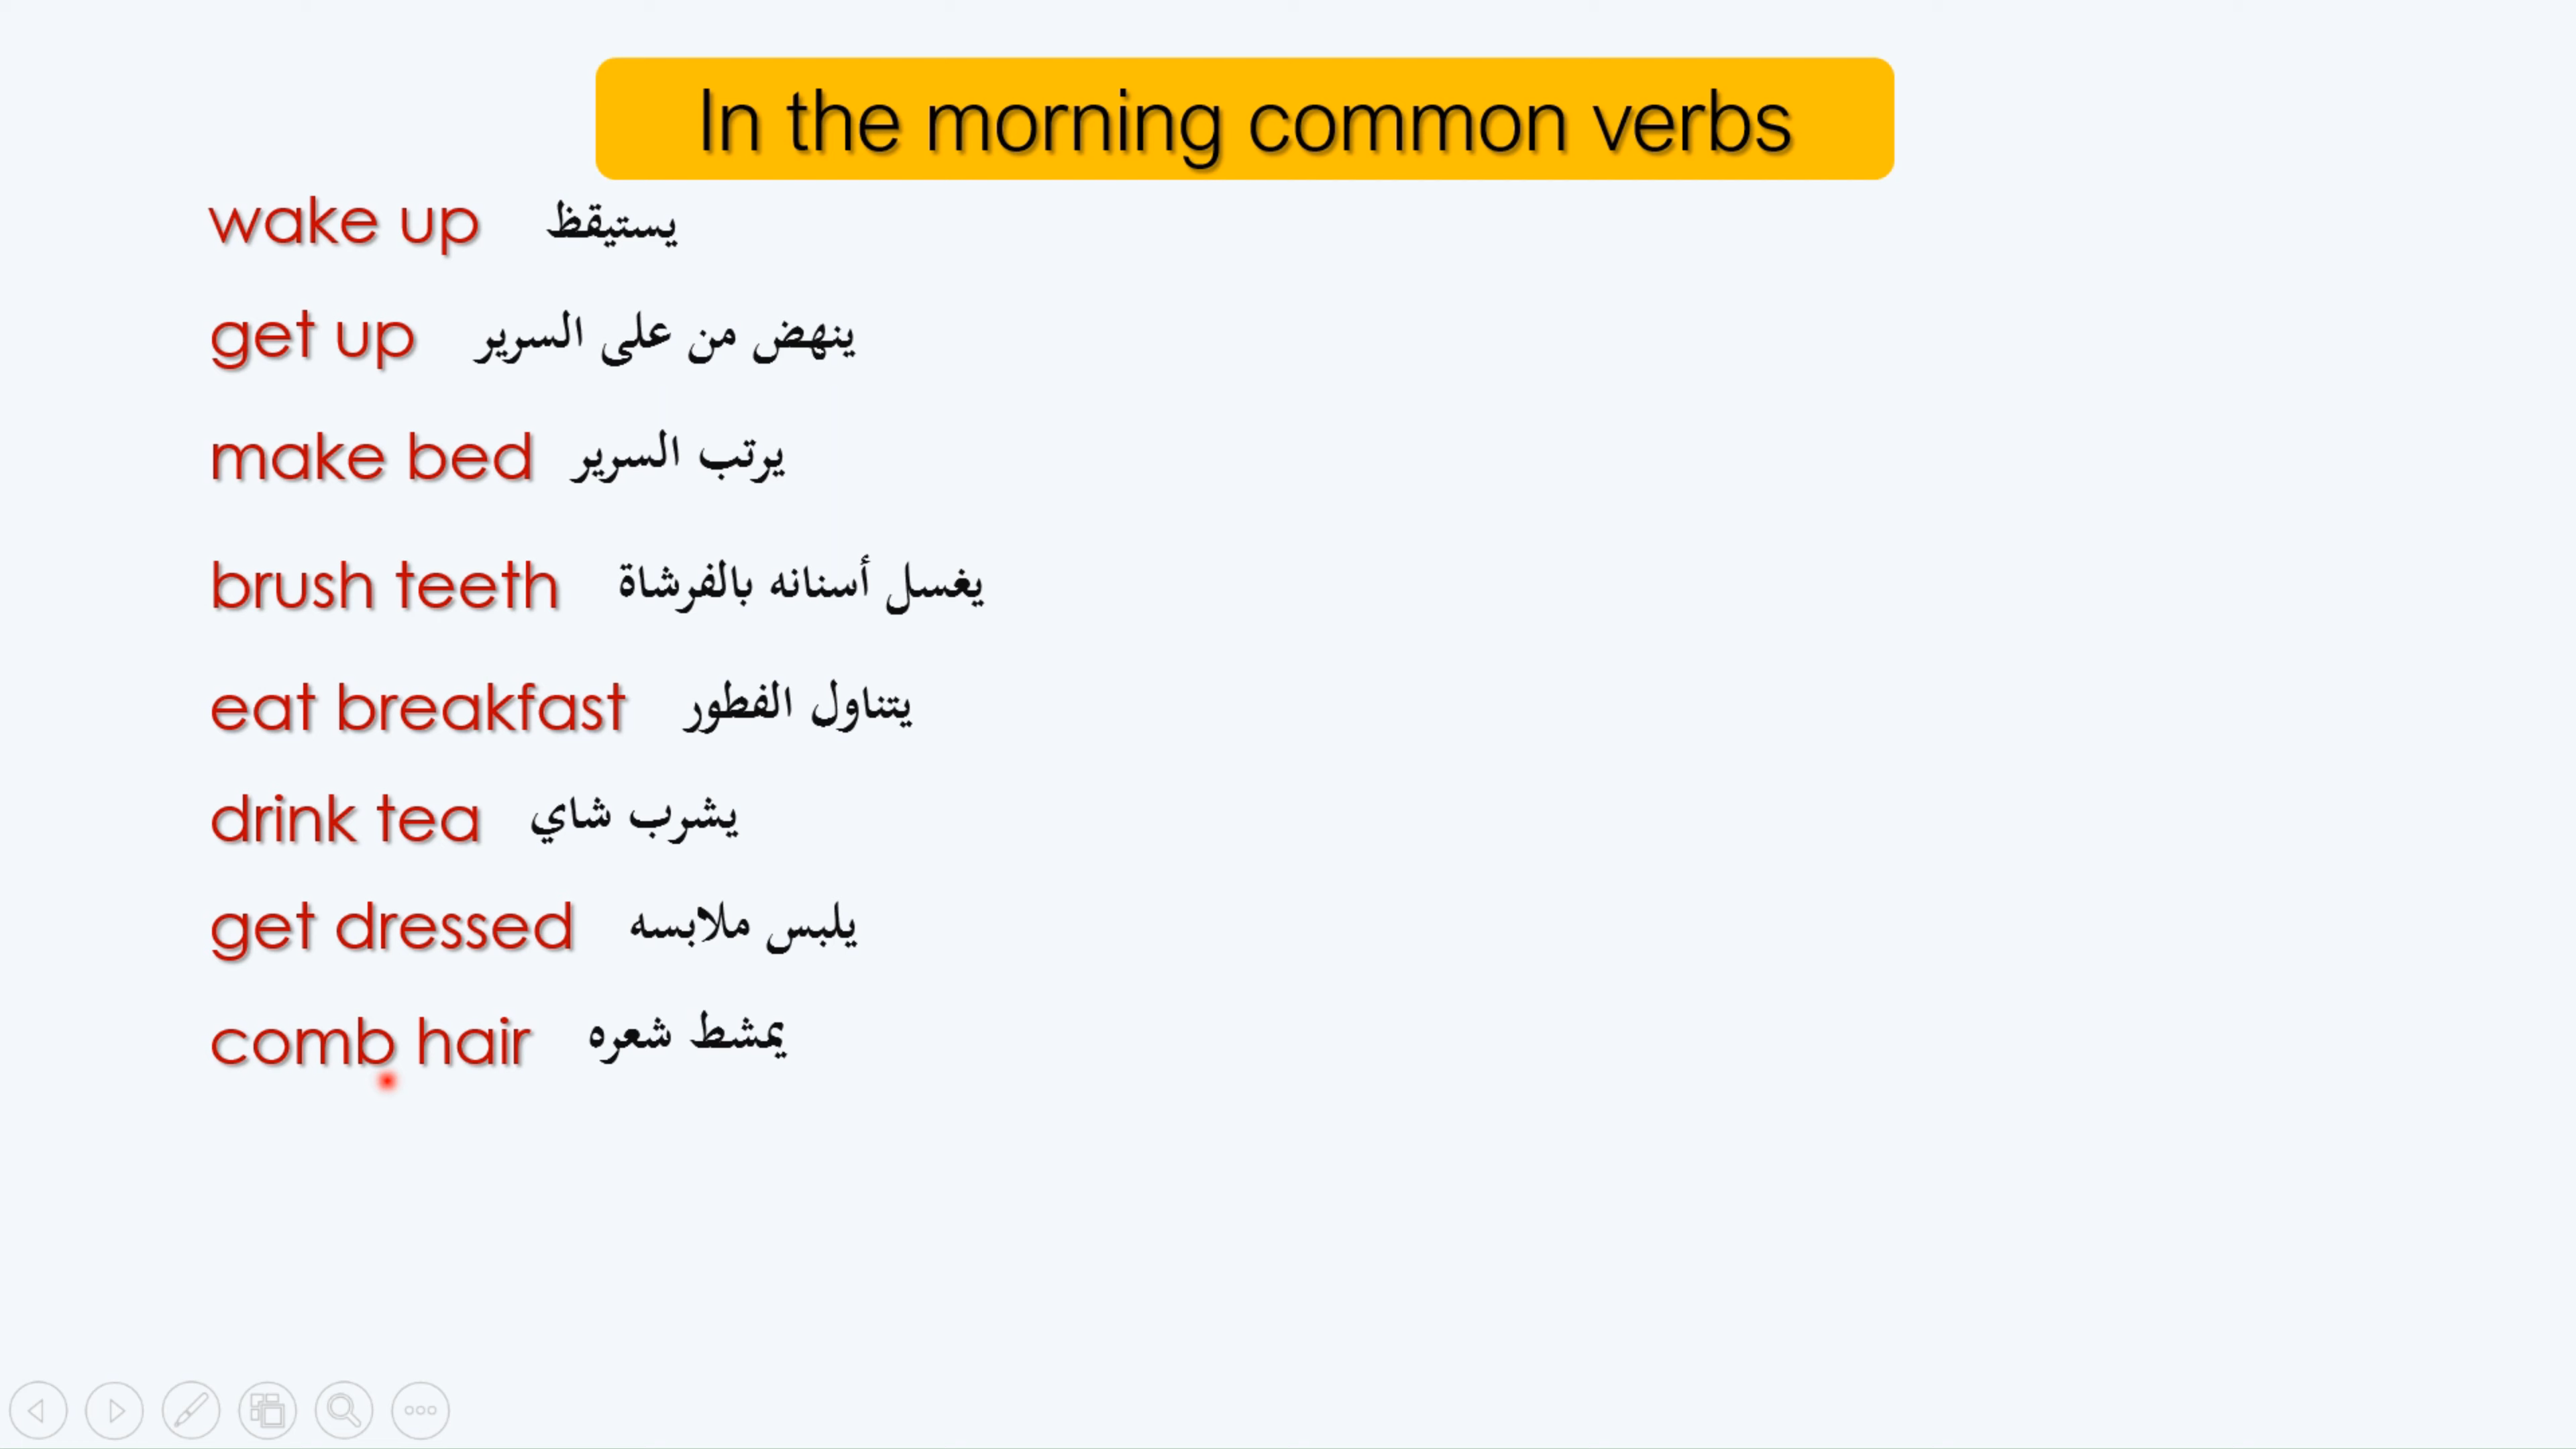 In the morning common verbs
wake up يستيقظ
get up ينهض من على السرير
make bed يرتب السرير
brush teeth يغسل أسنانه بالفرشاة
eat breakfast يتناول الفطور
drink tea يشرب شاي
get dressed يلبس ملابسه
comb hair يمشط شعره